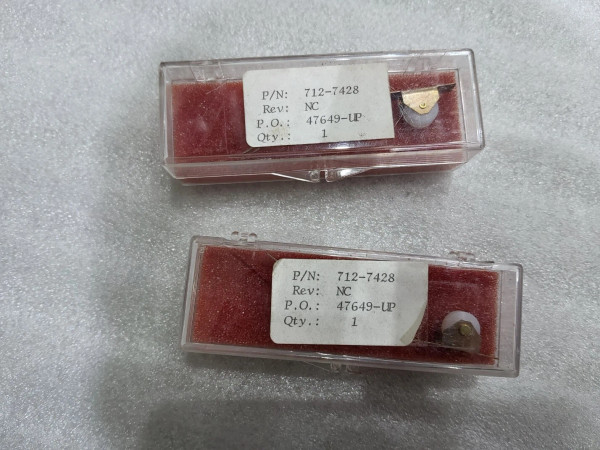 P/N: 712-7428
Rev: NC
P.O.: 47649-UP
Qty.: 1
P/N: 712-7428
Rev: NC
P.O.: 47649-UP
Qty.: 1